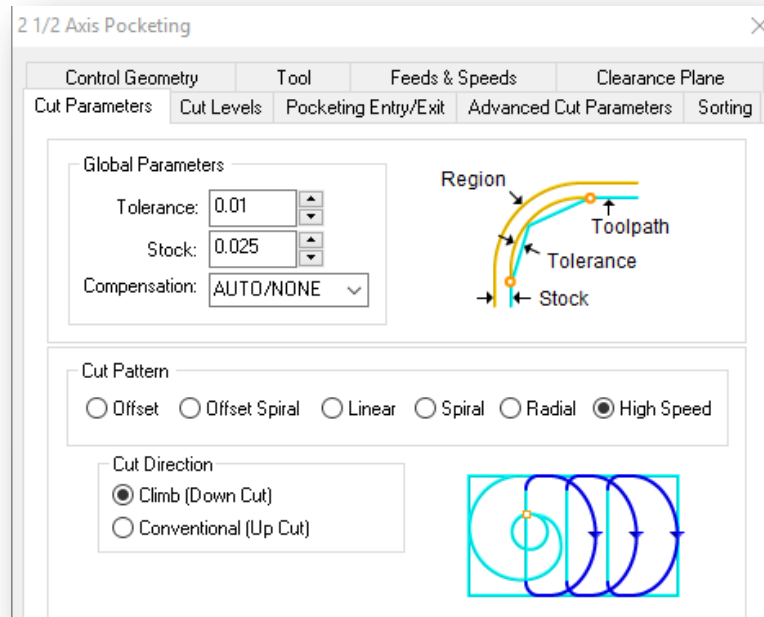 2 1/2 Axis Pocketing
Control Geometry Tool Feeds & Speeds Clearance Plane
Cut Parameters Cut Levels Pocketing Entry/Exit Advanced Cut Parameters Sorting
Global Parameters
Tolerance: 0.01
Stock: 0.025
Compensation: AUTO/NONE
Region
Toolpath
Tolerance
Stock
Cut Pattern
Offset Offset Spiral Linear Spiral Radial High Speed
Cut Direction
Climb (Down Cut)
Conventional (Up Cut)